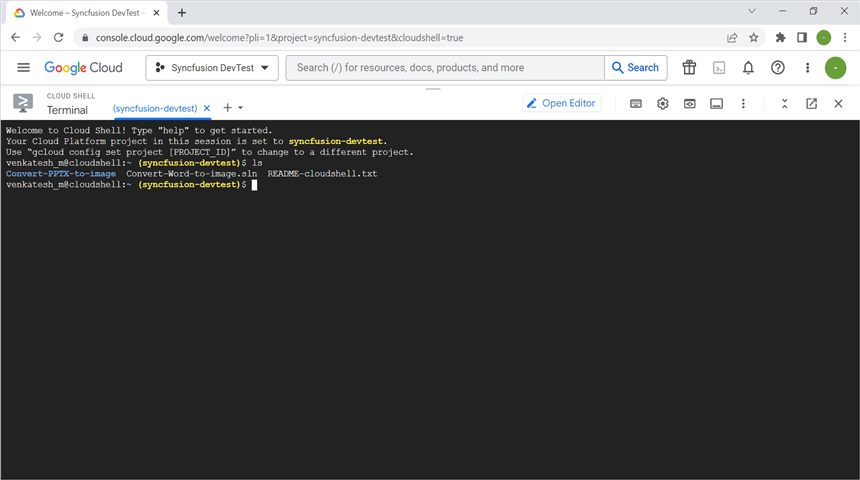 Welcome – Syncfusion DevTest –
console.cloud.google.com/welcome?pli=1&project=syncfusion-devtest&cloudshell=true
Google Cloud
Syncfusion DevTest
Search (/) for resources, docs, products, and more
Search
CLOUD SHELL
Terminal
(syncfusion-devtest)
Open Editor
Welcome to Cloud Shell! Type "help" to get started.
Your Cloud Platform project in this session is set to syncfusion-devtest.
Use “gcloud config set project [PROJECT_ID]” to change to a different project.
venkatesh_m@cloudshell:~ (syncfusion-devtest)$ ls
Convert-PPTX-to-image  Convert-Word-to-image.sln  README-cloudshell.txt
venkatesh_m@cloudshell:~ (syncfusion-devtest)$